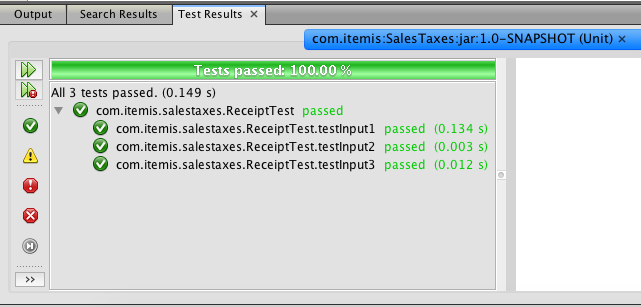 Output Search Results Test Results ×
com.itemis:SalesTaxes:jar:1.0-SNAPSHOT (Unit) ×
Tests passed: 100.00 %
All 3 tests passed. (0.149 s)
com.itemis.salestaxes.ReceiptTest passed
com.itemis.salestaxes.ReceiptTest.testInput1 passed (0.134 s)
com.itemis.salestaxes.ReceiptTest.testInput2 passed (0.003 s)
com.itemis.salestaxes.ReceiptTest.testInput3 passed (0.012 s)
>>